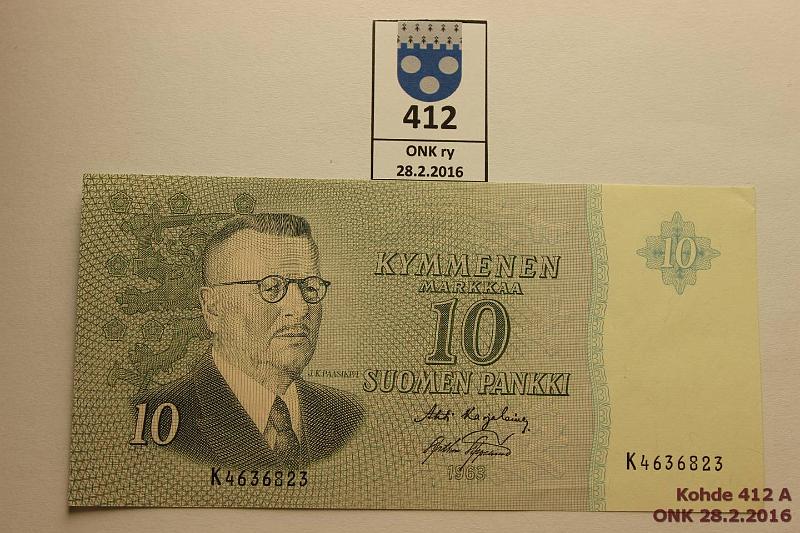 412
ONK ry
28.2.2016
KYMMENEN
MARKKAA
10
10
J.K.PAASIKIVI
SUOMEN PANKKI
10
1963
K4636823
K4636823
Kohde 412 A
ONK 28.2.2016